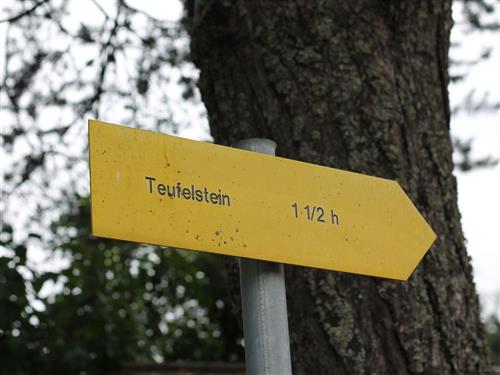 Teufelstein 1 1/2 h